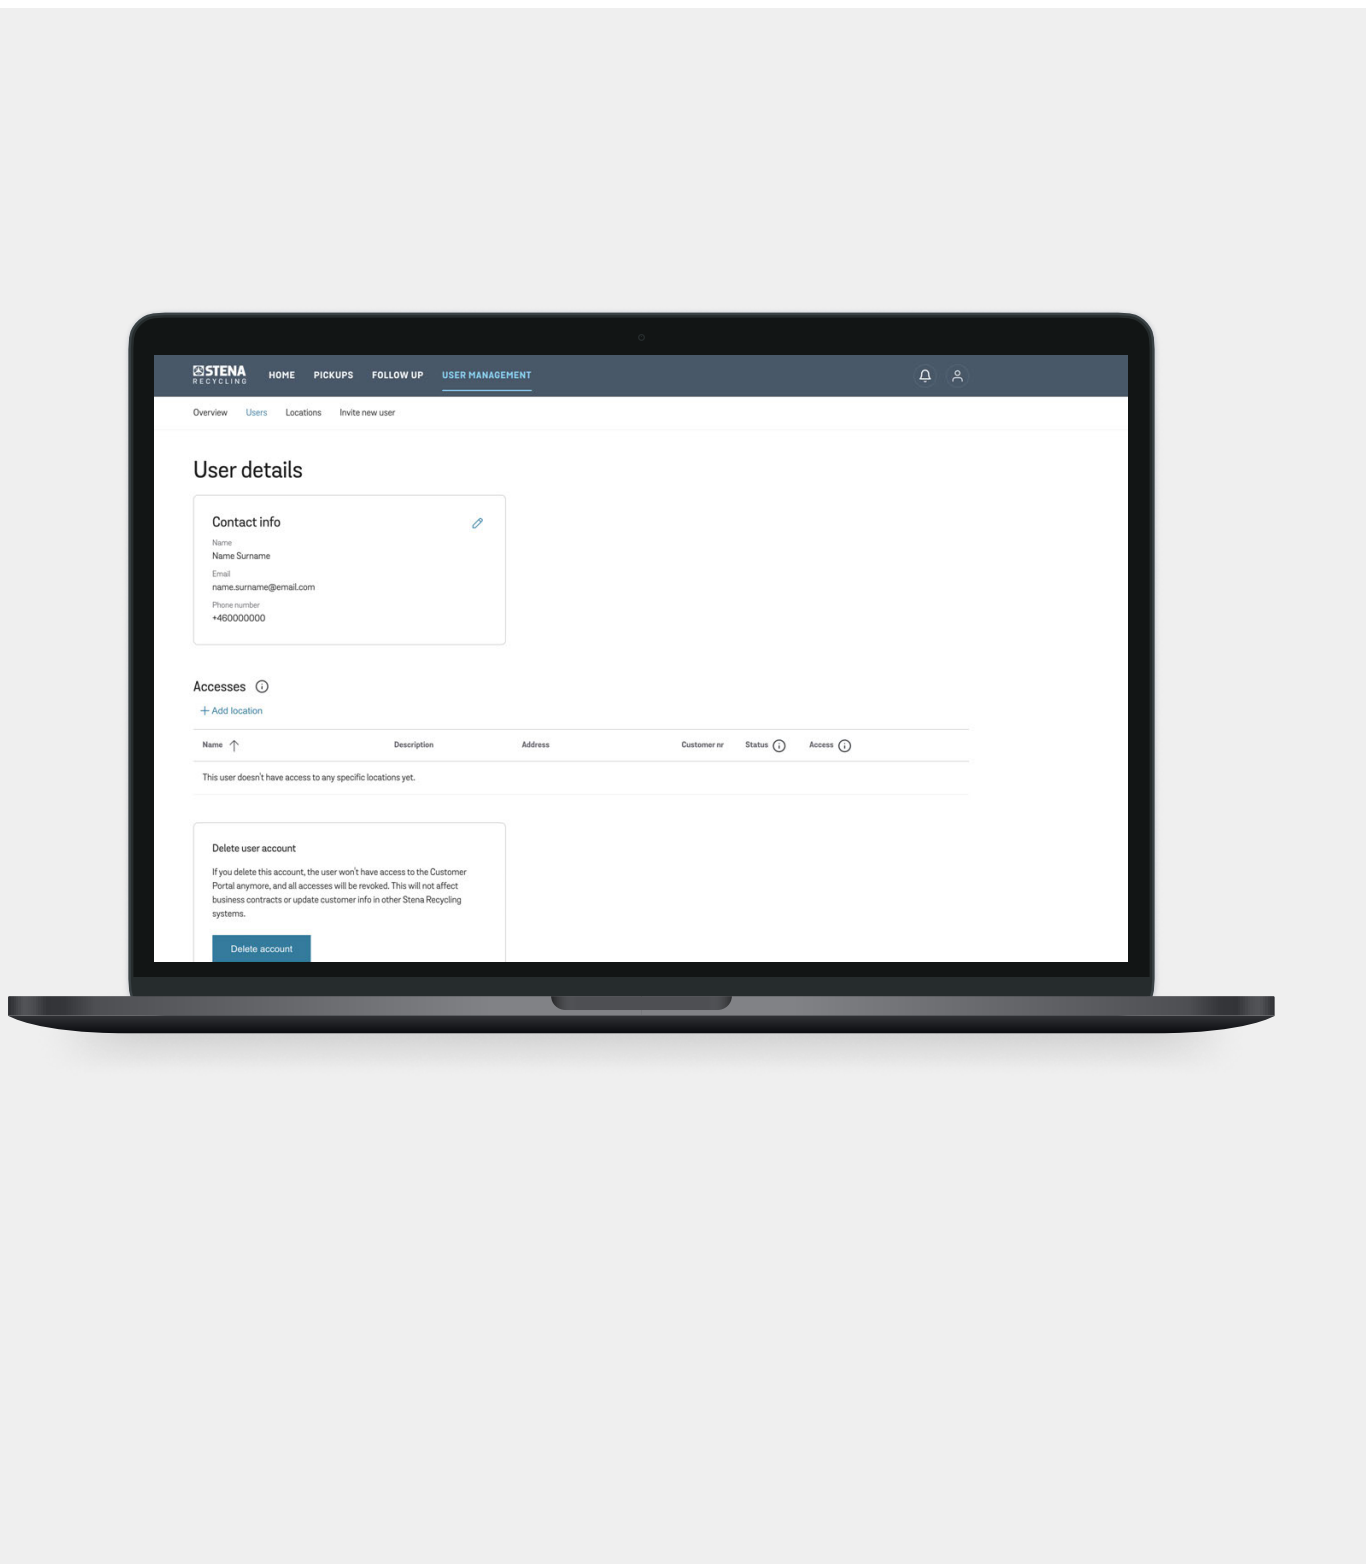 STENA
RECYCLING
HOME PICKUPS FOLLOW UP USER MANAGEMENT
Overview Users Locations Invite new user
User details
Contact info
Name
Name Surname
Email
name.surname@email.com
Phone number
+460000000
Accesses
+ Add location
Name Description Address Customer nr Status Access
This user doesn't have access to any specific locations yet.
Delete user account
If you delete this account, the user won't have access to the Customer
Portal anymore, and all accesses will be revoked. This will not affect
business contracts or update customer info in other Stena Recycling
systems.
Delete account